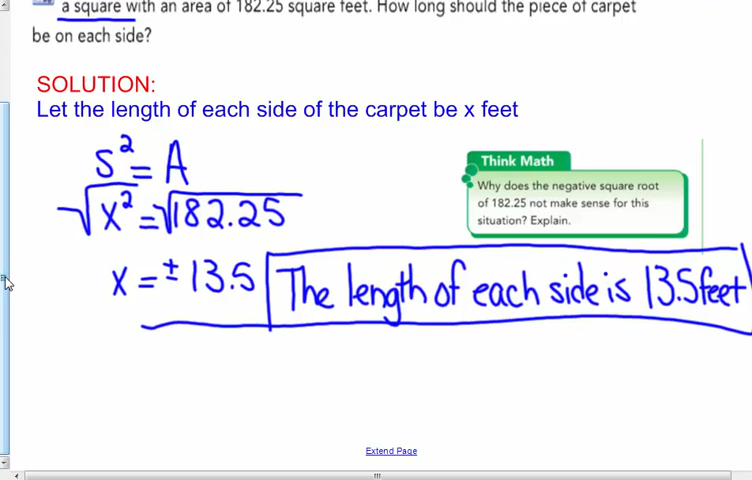 a square with an area of 182.25 square feet. How long should the piece of carpet
be on each side?
SOLUTION:
Let the length of each side of the carpet be x feet
s² = A
√x² = √182.25
x = ± 13.5
The length of each side is 13.5 feet
Think Math
Why does the negative square root
of 182.25 not make sense for this
situation? Explain.
Extend Page